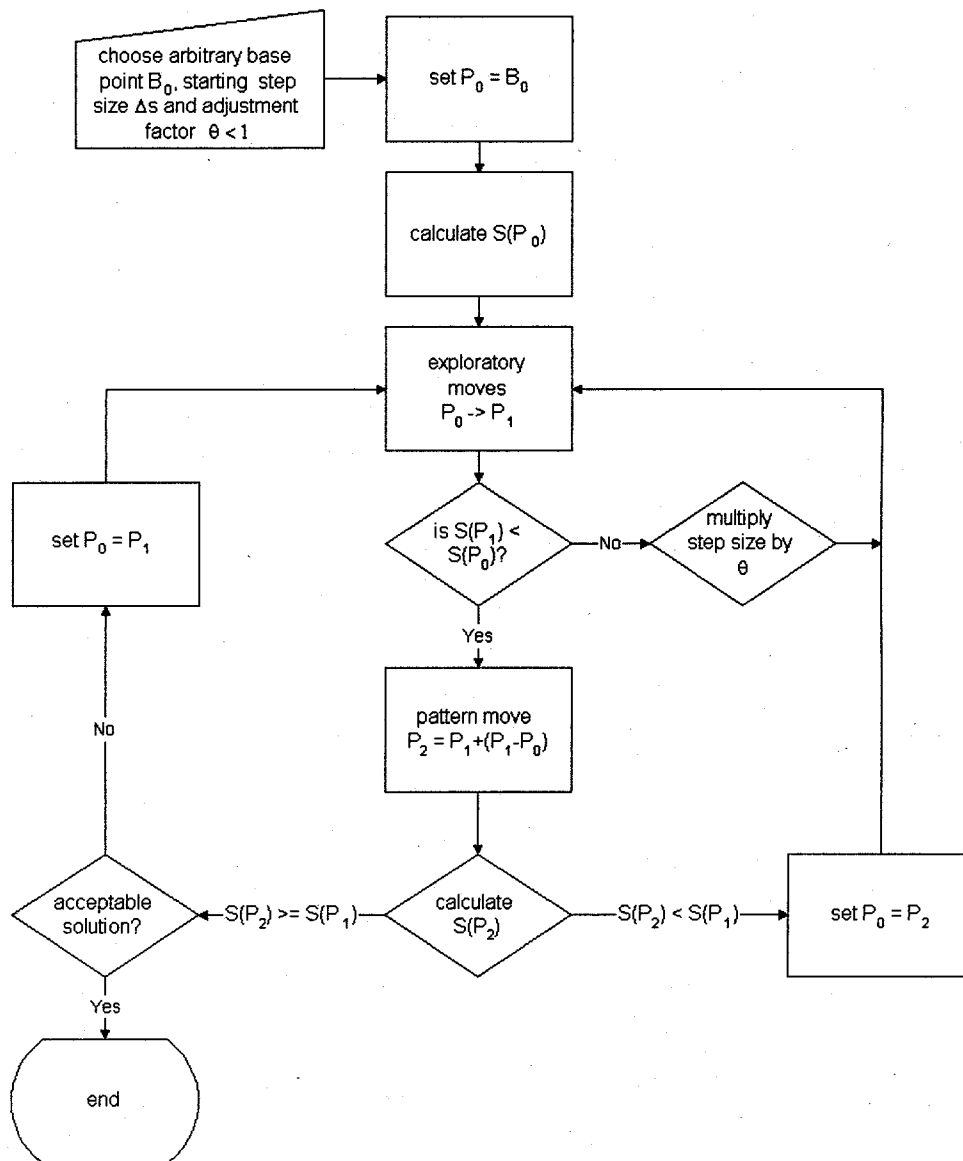 choose arbitrary base
point B₀, starting step
size Δs and adjustment
factor θ < 1
set P₀ = B₀
calculate S(P₀)
exploratory
moves
P₀ -> P₁
set P₀ = P₁
is S(P₁) <
S(P₀)?
No
multiply
step size by
θ
Yes
pattern move
P₂ = P₁+(P₁-P₀)
No
acceptable
solution?
S(P₂) >= S(P₁)
calculate
S(P₂)
S(P₂) < S(P₁)
set P₀ = P₂
Yes
end